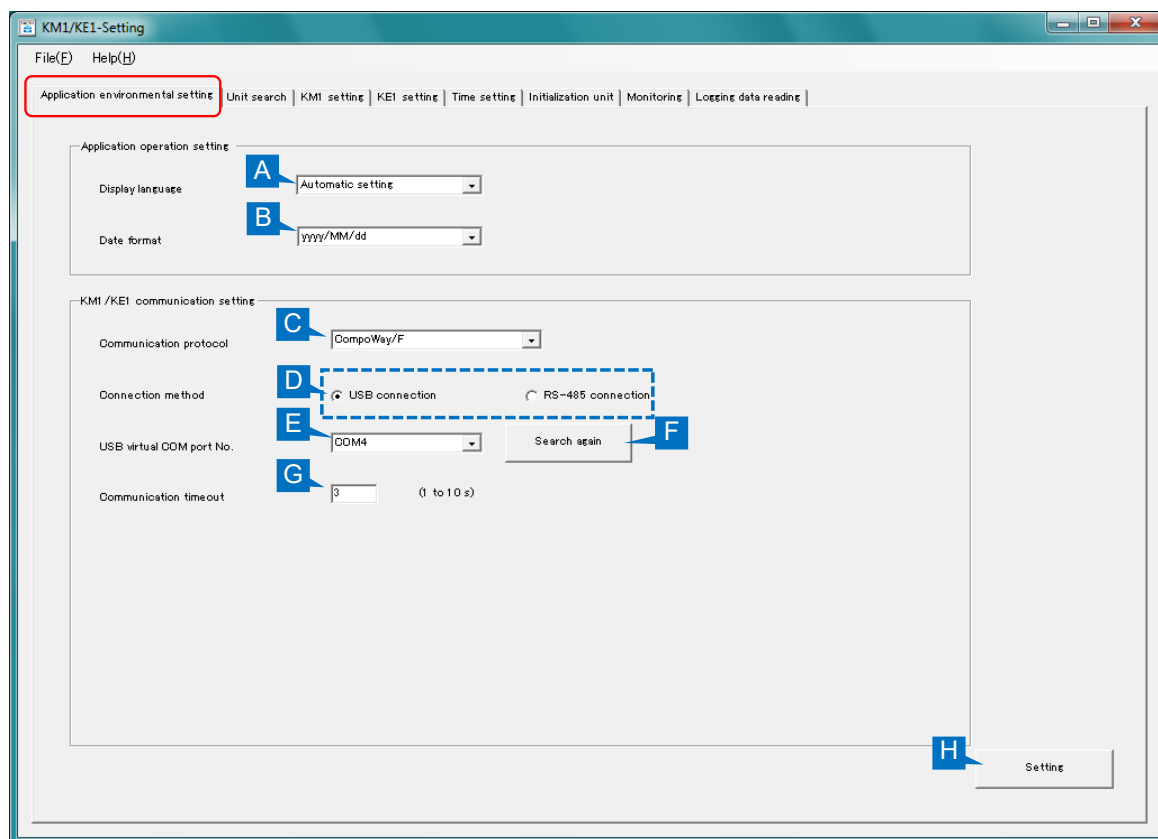 KM1/KE1-Setting
File(F) Help(H)
Application environmental setting Unit search KM1 setting KE1 setting Time setting Initialization unit Monitoring Logging data reading
Application operation setting
A
Display language Automatic setting
B
Date format yyyy/MM/dd
KM1/KE1 communication setting
C
Communication protocol CompoWay/F
D
Connection method USB connection RS-485 connection
E
F
USB virtual COM port No. COM4 Search again
G
Communication timeout 3 (1 to 10 s)
H
Setting